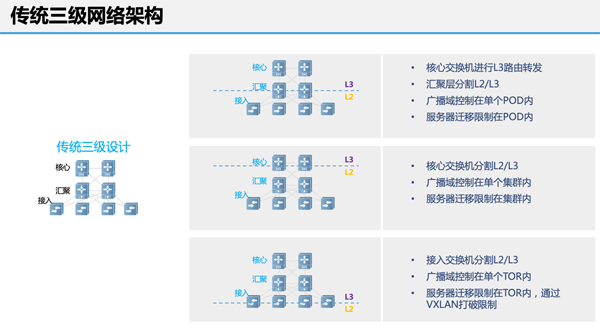 传统三级网络架构
传统三级设计
核心
汇聚
接入
核心
汇聚
L3
L2
接入
• 核心交换机进行L3路由转发
• 汇聚层分割L2/L3
• 广播域控制在单个POD内
• 服务器迁移限制在POD内
核心
L3
L2
汇聚
接入
• 核心交换机分割L2/L3
• 广播域控制在单个集群内
• 服务器迁移限制在集群内
核心
汇聚
接入
L3
L2
• 接入交换机分割L2/L3
• 广播域控制在单个TOR内
• 服务器迁移限制在TOR内，通过
VXLAN打破限制